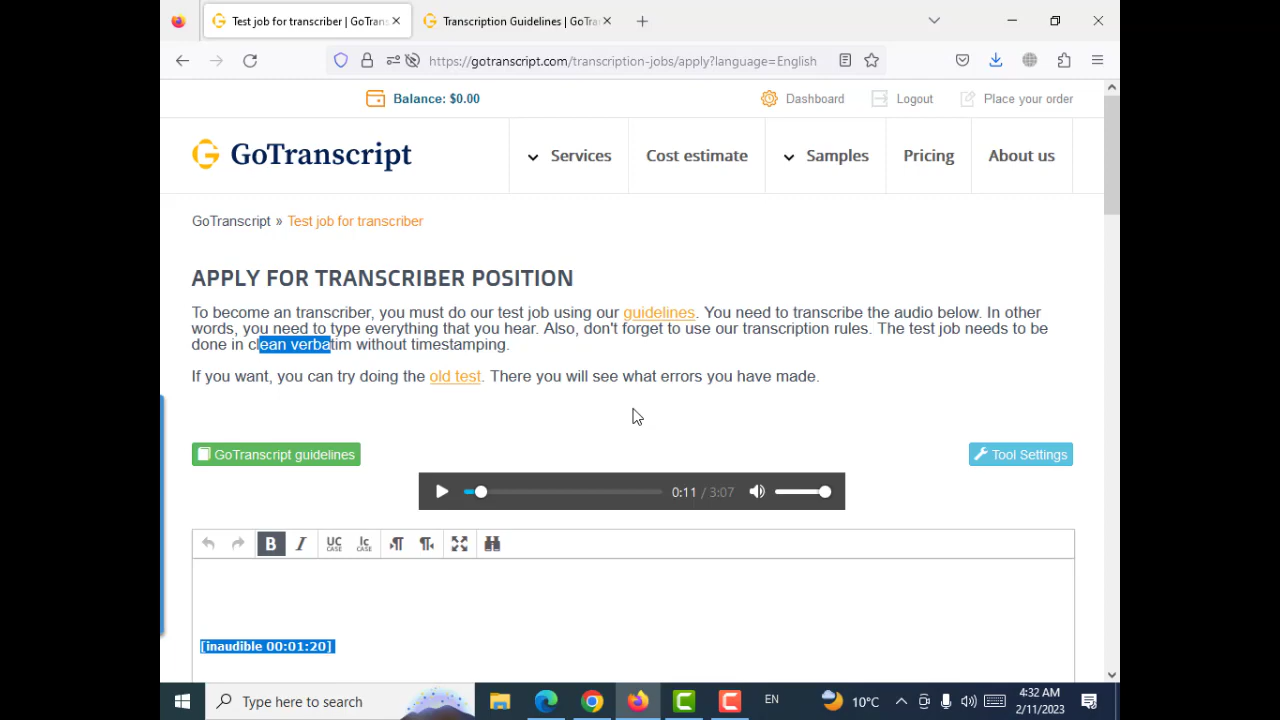 Test job for transcriber | GoTrans
Transcription Guidelines | GoTra
https://gotranscript.com/transcription-jobs/apply?language=English
Balance: $0.00
Dashboard
Logout
Place your order
GoTranscript
Services
Cost estimate
Samples
Pricing
About us
GoTranscript » Test job for transcriber
APPLY FOR TRANSCRIBER POSITION
To become an transcriber, you must do our test job using our guidelines. You need to transcribe the audio below. In other
words, you need to type everything that you hear. Also, don't forget to use our transcription rules. The test job needs to be
done in clean verbatim without timestamping.
If you want, you can try doing the old test. There you will see what errors you have made.
GoTranscript guidelines
Tool Settings
0:11 / 3:07
B I UC CASE lc CASE
[inaudible 00:01:20]
Type here to search
EN
10°C
4:32 AM
2/11/2023